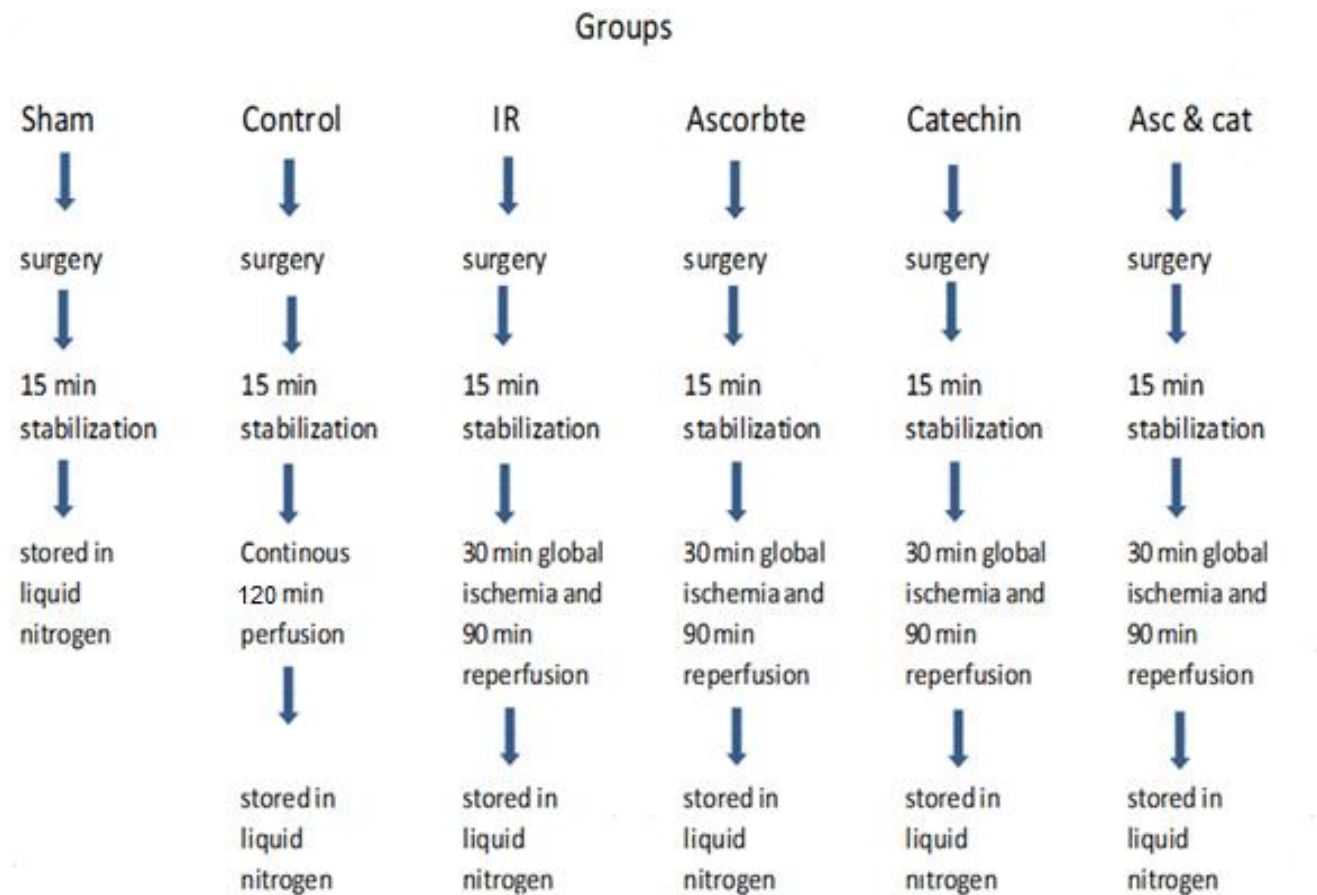 Groups
Sham
surgery
15 min
stabilization
stored in
liquid
nitrogen
Control
surgery
15 min
stabilization
Continous
120 min
perfusion
stored in
liquid
nitrogen
IR
surgery
15 min
stabilization
30 min global
ischemia and
90 min
reperfusion
stored in
liquid
nitrogen
Ascorbte
surgery
15 min
stabilization
30 min global
ischemia and
90 min
reperfusion
stored in
liquid
nitrogen
Catechin
surgery
15 min
stabilization
30 min global
ischemia and
90 min
reperfusion
stored in
liquid
nitrogen
Asc & cat
surgery
15 min
stabilization
30 min global
ischemia and
90 min
reperfusion
stored in
liquid
nitrogen